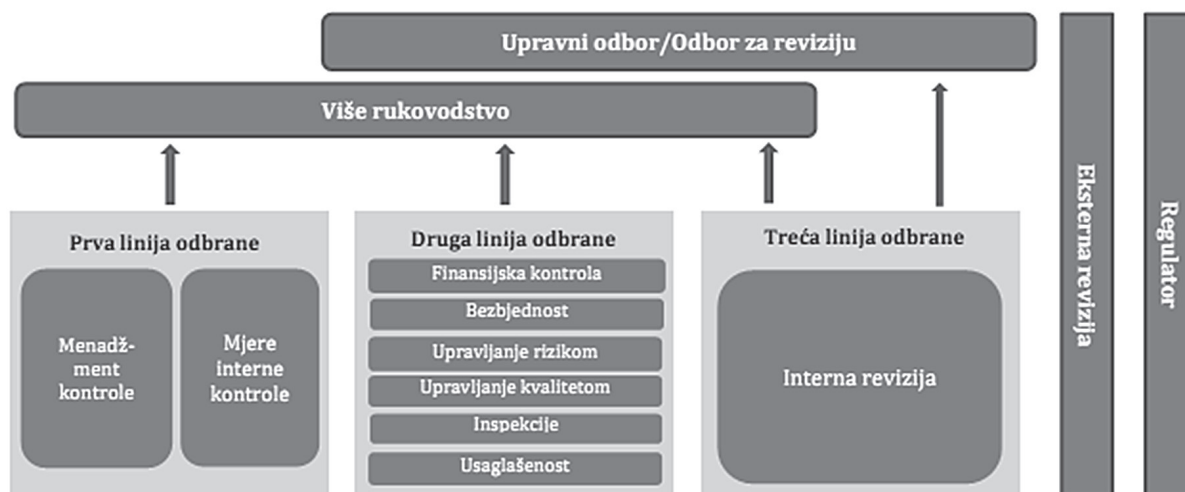 Upravni odbor/Odbor za reviziju
Više rukovodstvo
Prva linija odbrane
Menadž-
ment
kontrole
Mjere
interne
kontrole
Druga linija odbrane
Finansijska kontrola
Bezbjednost
Upravljanje rizikom
Upravljanje kvalitetom
Inspekcije
Usaglašenost
Treća linija odbrane
Interna revizija
Eksterna revizija
Regulator